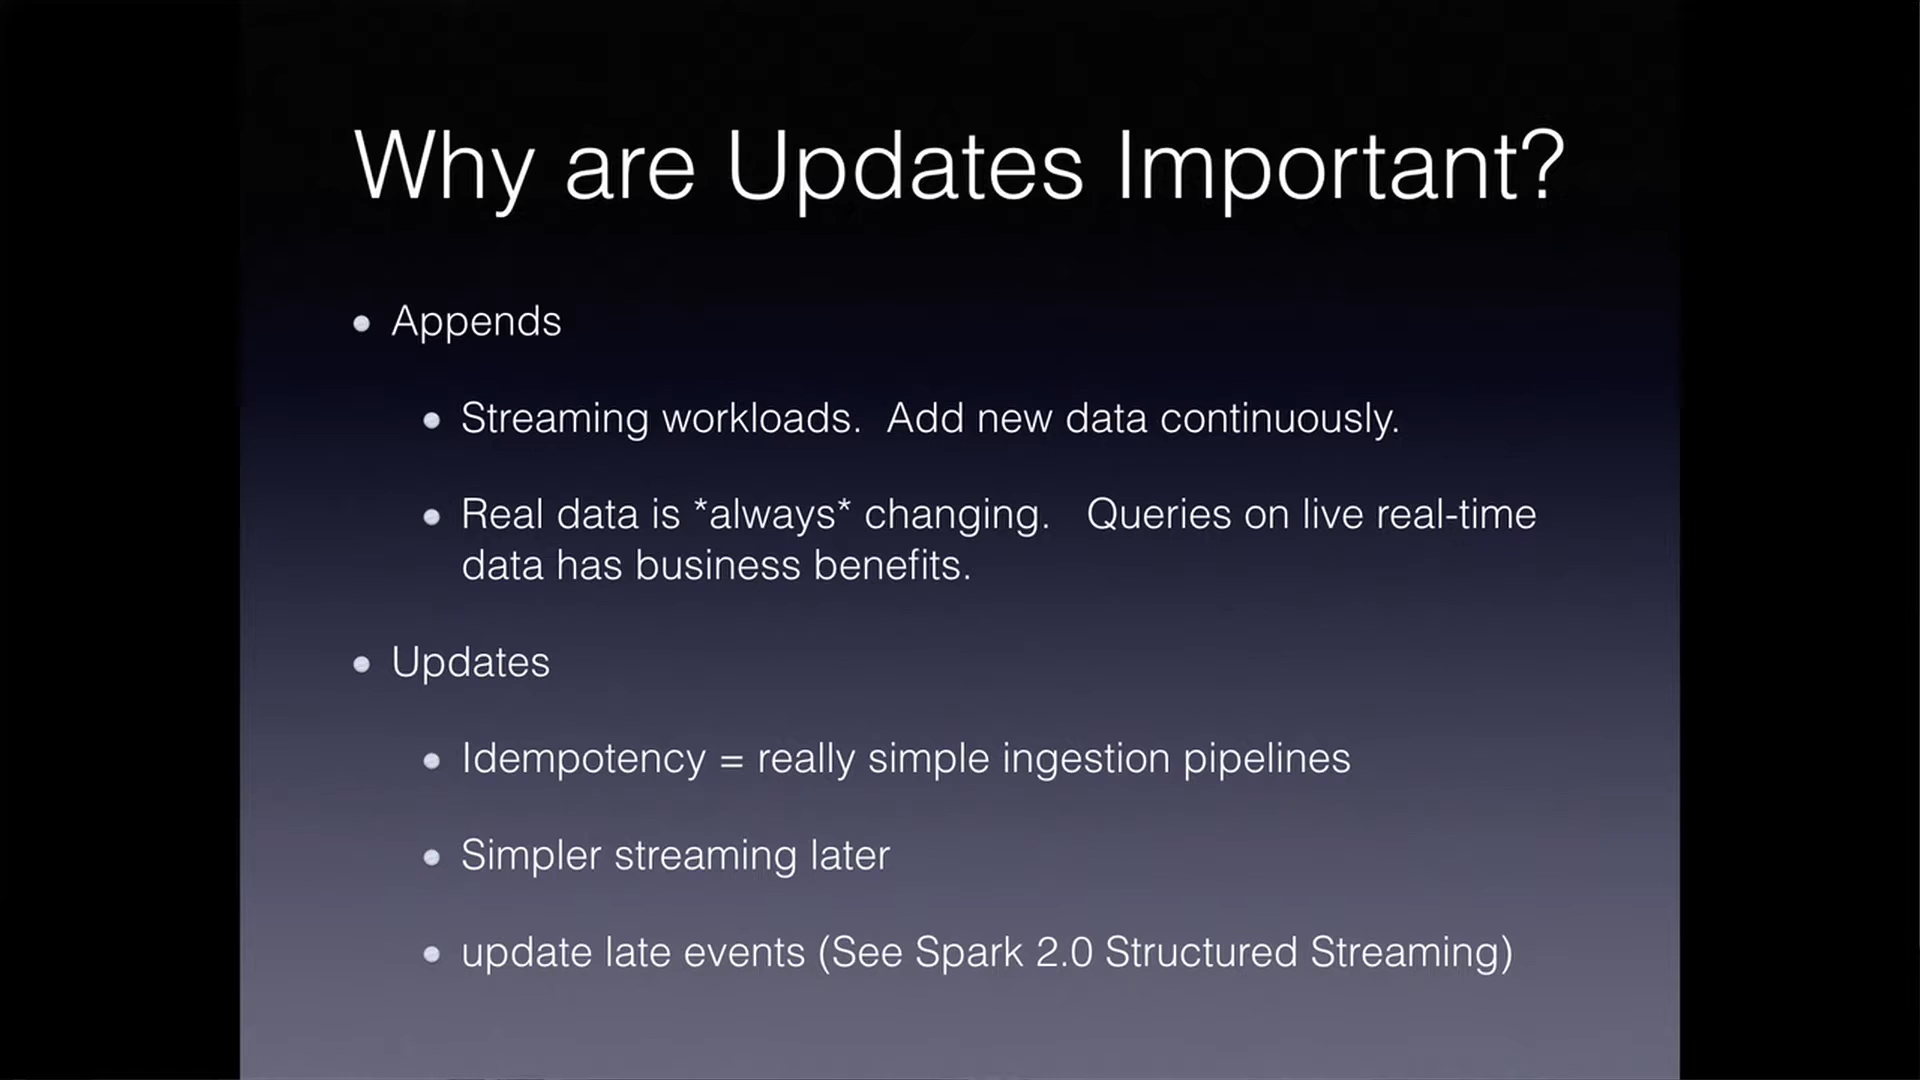 Why are Updates Important?
• Appends
• Streaming workloads.  Add new data continuously.
• Real data is *always* changing.   Queries on live real-time
data has business benefits.
• Updates
• Idempotency = really simple ingestion pipelines
• Simpler streaming later
• update late events (See Spark 2.0 Structured Streaming)